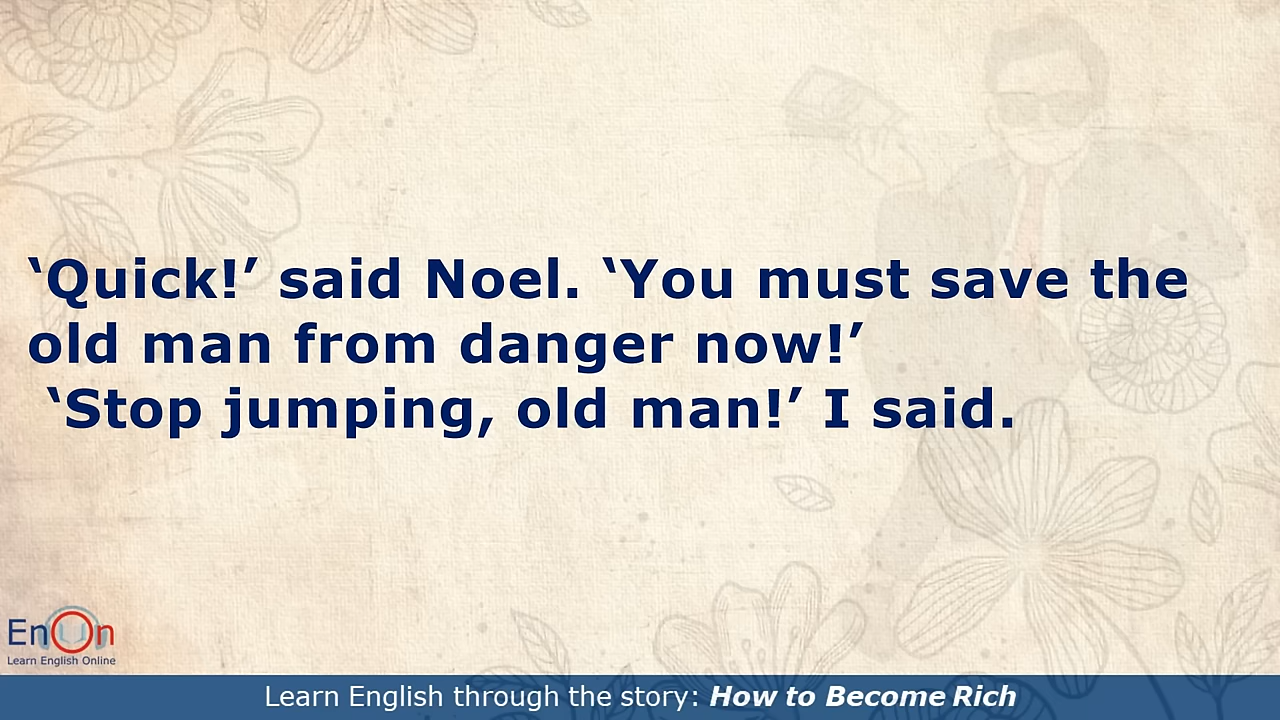 ‘Quick!’ said Noel. ‘You must save the
old man from danger now!’
‘Stop jumping, old man!’ I said.
EnOn
Learn English Online
Learn English through the story: How to Become Rich